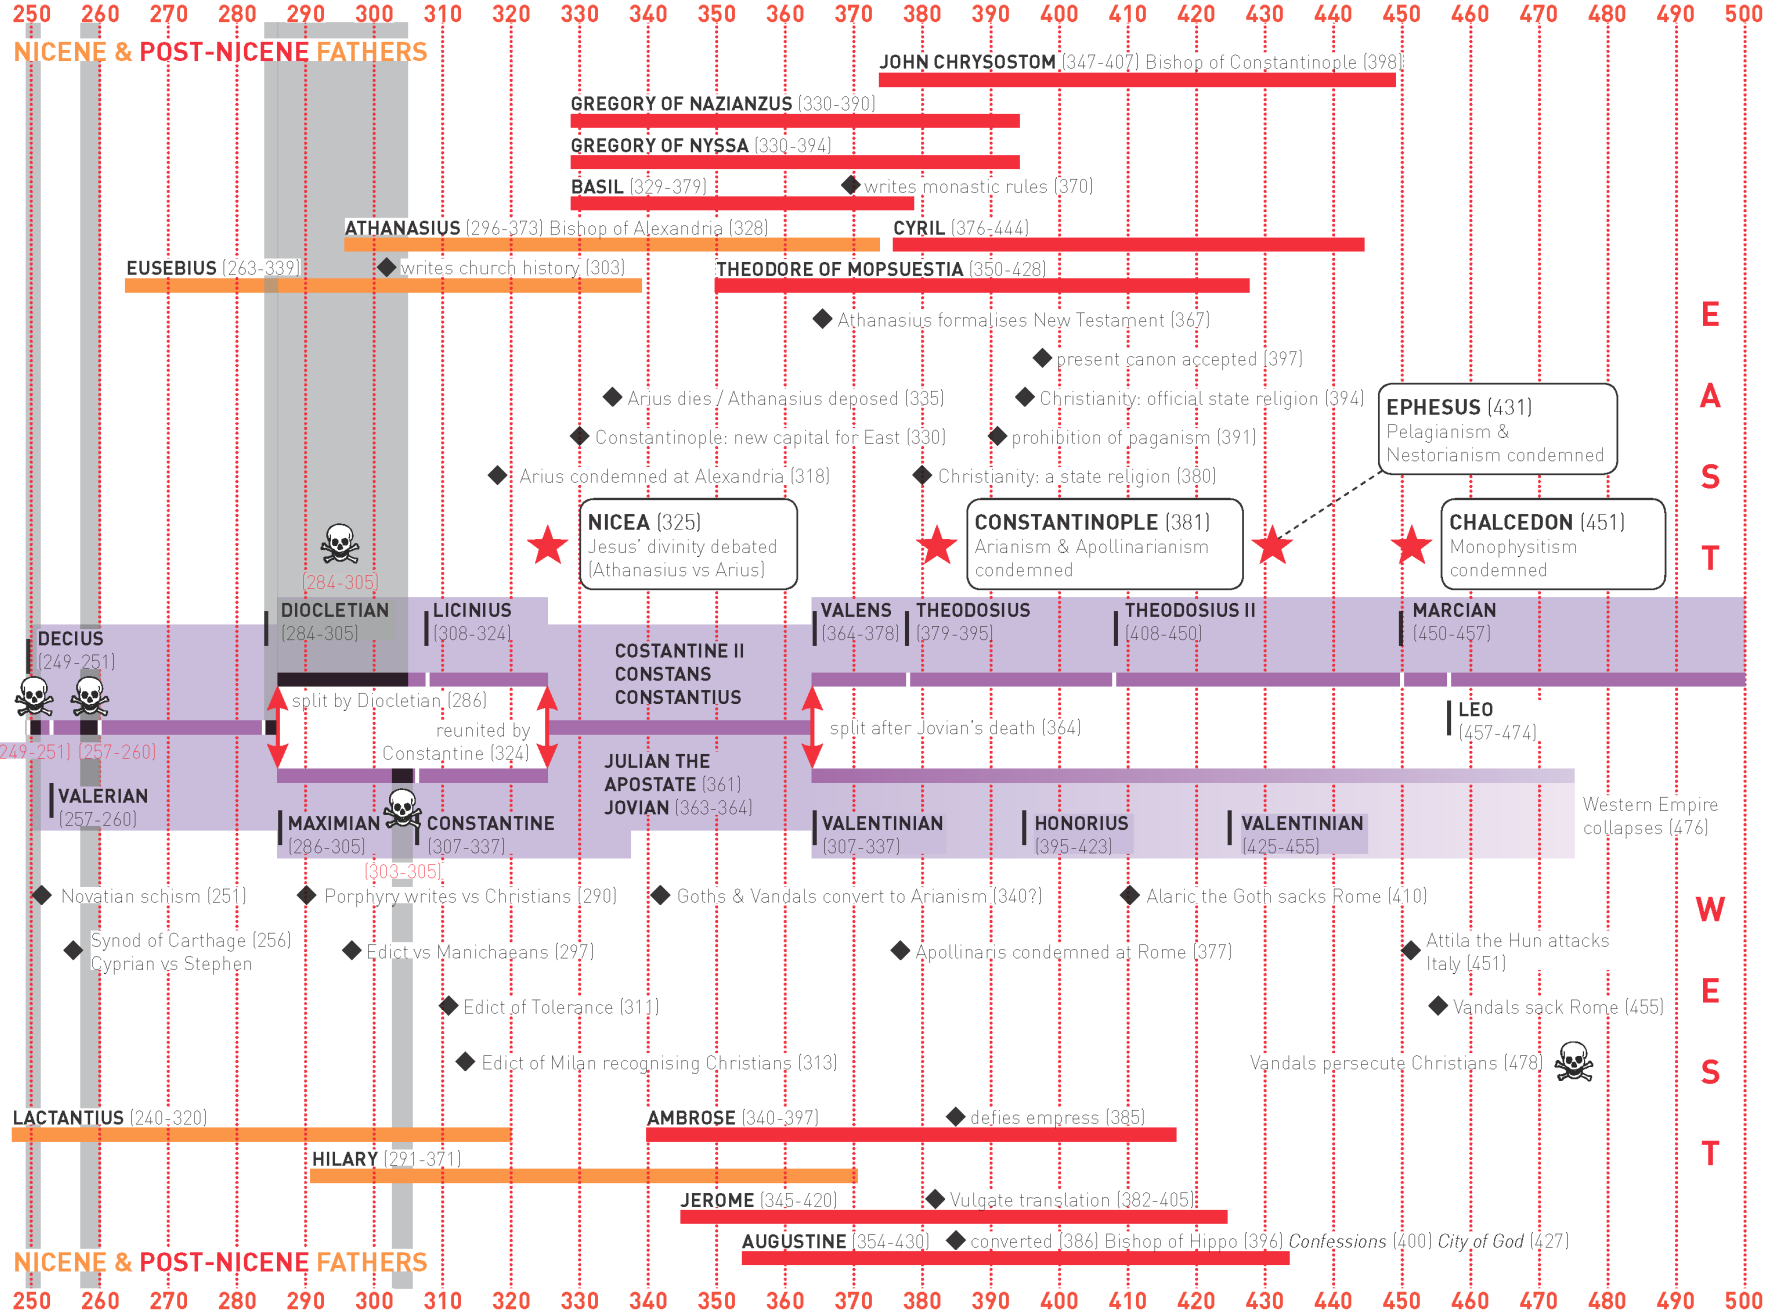 250 260 270 280 290 300 310 320 330 340 350 360 370 380 390 400 410 420 430 440 450 460 470 480 490 500
NICENE & POST-NICENE FATHERS
JOHN CHRYSOSTOM (347-407) Bishop of Constantinople (398)
GREGORY OF NAZIANZUS (330-390)
GREGORY OF NYSSA (330-394)
BASIL (329-379)
writes monastic rules (370)
ATHANASIUS (296-373) Bishop of Alexandria (328)
CYRIL (376-444)
EUSEBIUS (263-339)
writes church history (303)
THEODORE OF MOPSUESTIA (350-428)
Athanasius formalises New Testament (367)
present canon accepted (397)
Arius dies / Athanasius deposed (335)
Christianity: official state religion (394)
Constantinople: new capital for East (330)
prohibition of paganism (391)
Arius condemned at Alexandria (318)
Christianity: a state religion (380)
EPHESUS (431)
Pelagianism &
Nestorianism condemned
NICEA (325)
Jesus' divinity debated
(Athanasius vs Arius)
CONSTANTINOPLE (381)
Arianism & Apollinarianism
condemned
CHALCEDON (451)
Monophysitism
condemned
EAST
(284-305)
DIOCLETIAN
(284-305)
LICINIUS
(308-324)
VALENS
(364-378)
THEODOSIUS
(379-395)
THEODOSIUS II
(408-450)
MARCIAN
(450-457)
DECIUS
(249-251)
COSTANTINE II
CONSTANS
CONSTANTIUS
split by Diocletian (286)
reunited by
Constantine (324)
split after Jovian's death (364)
LEO
(457-474)
249-251) (257-260)
JULIAN THE
APOSTATE (361)
JOVIAN (363-364)
VALERIAN
(257-260)
MAXIMIAN
(286-305)
CONSTANTINE
(307-337)
(303-305)
VALENTINIAN
(307-337)
HONORIUS
(395-423)
VALENTINIAN
(425-455)
Western Empire
collapses (476)
Novatian schism (251)
Porphyry writes vs Christians (290)
Goths & Vandals convert to Arianism (340?)
Alaric the Goth sacks Rome (410)
Synod of Carthage (256)
Cyprian vs Stephen
Edict vs Manichaeans (297)
Apollinaris condemned at Rome (377)
Attila the Hun attacks
Italy (451)
Edict of Tolerance (311)
Vandals sack Rome (455)
Edict of Milan recognising Christians (313)
Vandals persecute Christians (478)
WEST
LACTANTIUS (240-320)
AMBROSE (340-397)
defies empress (385)
HILARY (291-371)
JEROME (345-420)
Vulgate translation (382-405)
AUGUSTINE (354-430)
converted (386) Bishop of Hippo (396) Confessions (400) City of God (427)
NICENE & POST-NICENE FATHERS
250 260 270 280 290 300 310 320 330 340 350 360 370 380 390 400 410 420 430 440 450 460 470 480 490 500